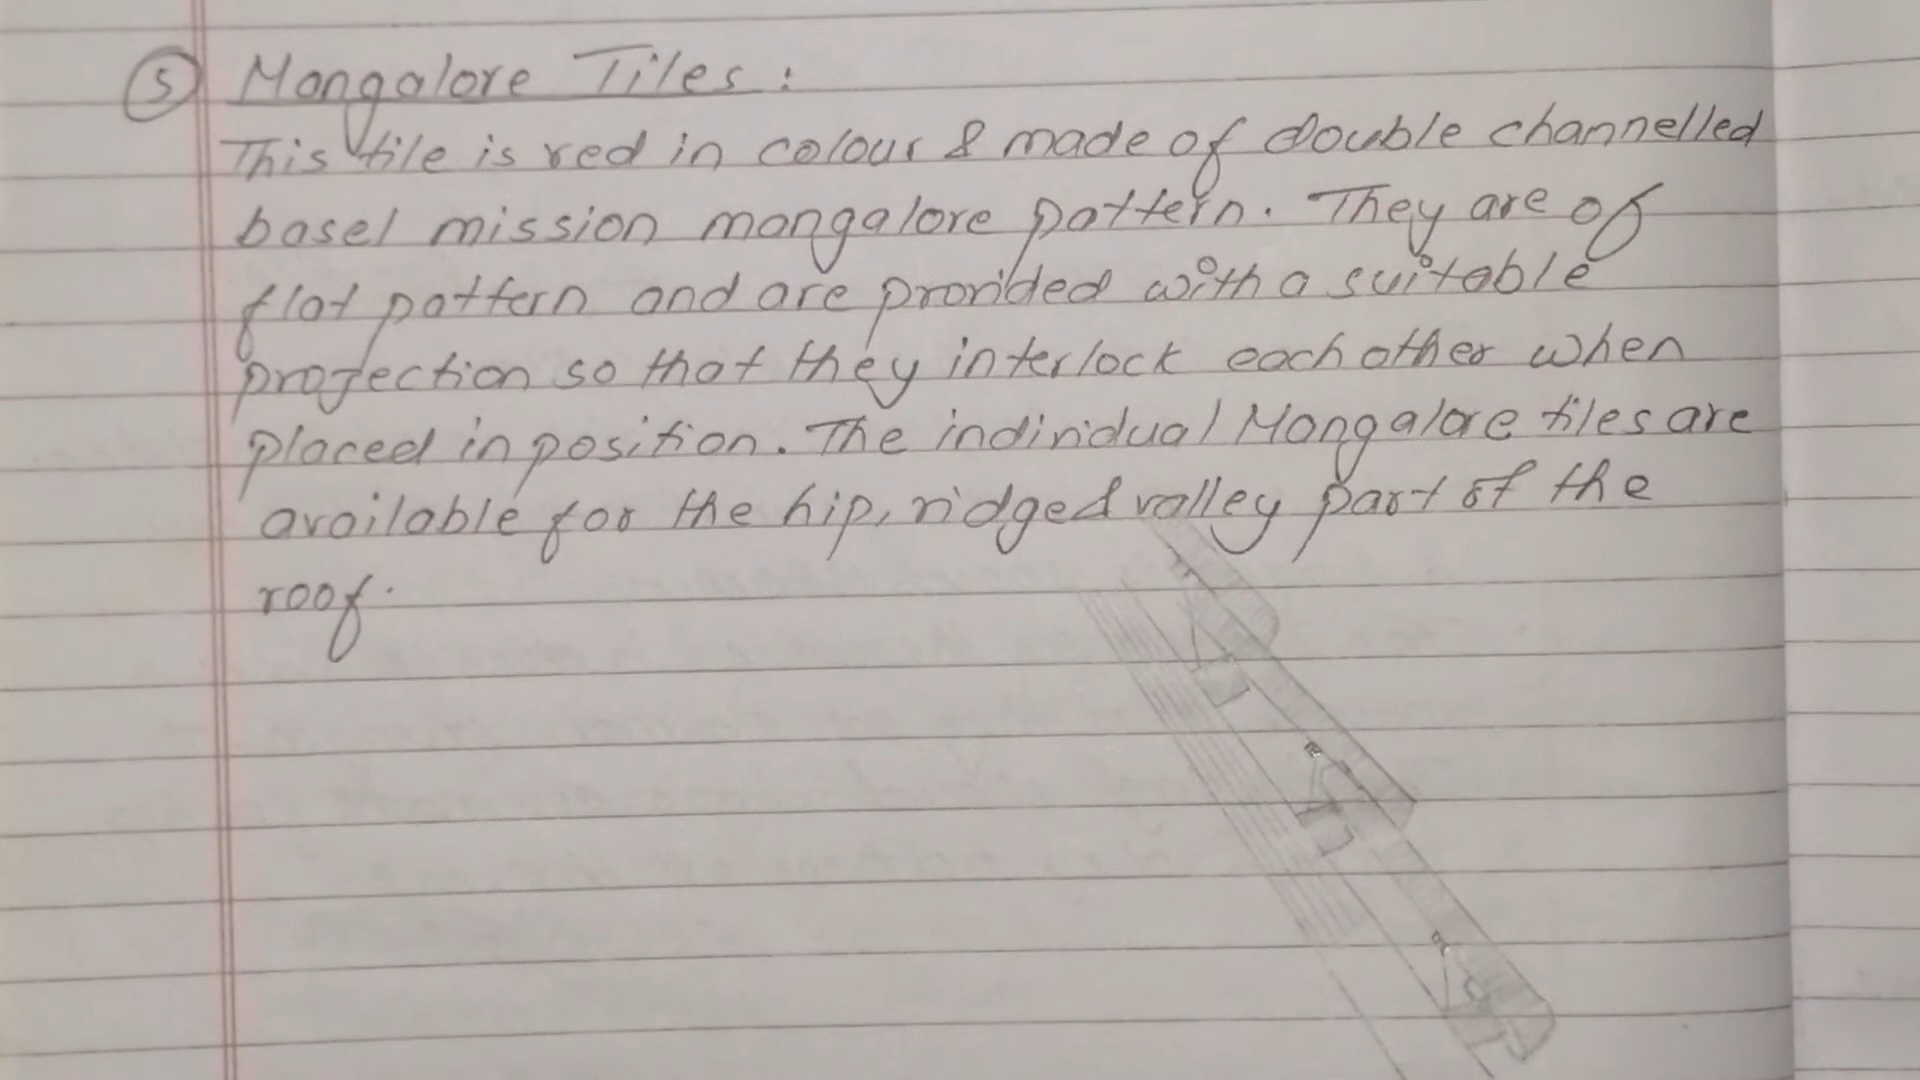 5 Mangalore Tiles:
This tile is red in colour & made of double channelled
basel mission mangalore pattern. They are of
flat pattern and are provided with a suitable
projection so that they interlock each other when
placed in position. The individual Mangalore tiles are
available for the hip, ridged valley part of the
roof.